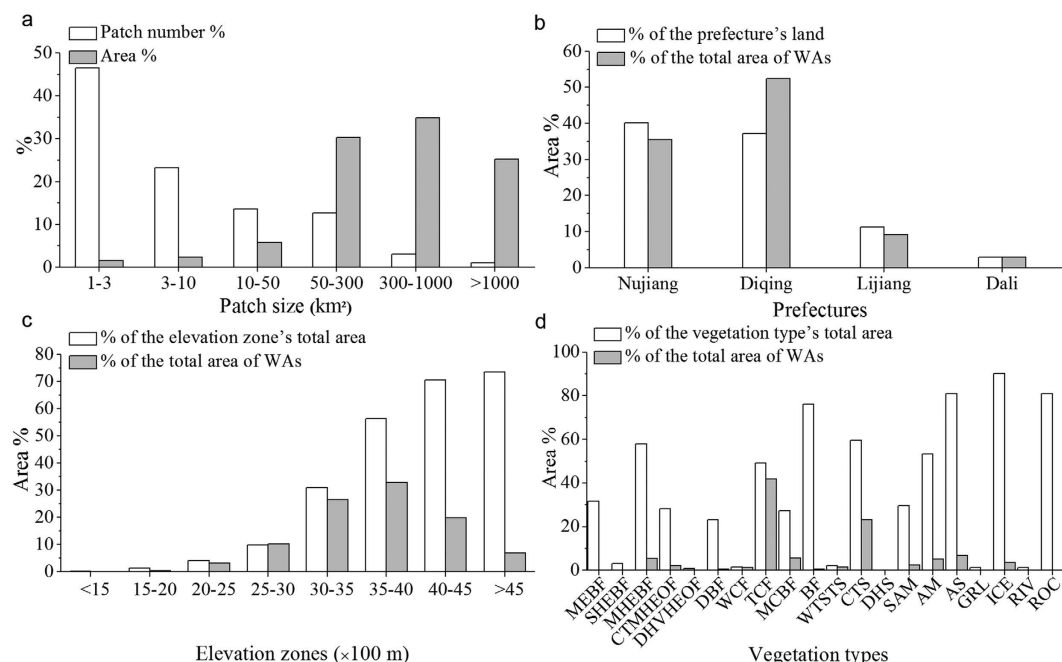 a
Patch number %
Area %
50
40
30
20
10
0
%
1-3
3-10
10-50
50-300
300-1000
>1000
Patch size (km²)
b
% of the prefecture's land
% of the total area of WAs
60
50
40
30
20
10
0
Area %
Nujiang
Diqing
Lijiang
Dali
Prefectures
c
% of the elevation zone's total area
% of the total area of WAs
80
70
60
50
40
30
20
10
0
Area %
<15
15-20
20-25
25-30
30-35
35-40
40-45
>45
Elevation zones (×100 m)
d
% of the vegetation type's total area
% of the total area of WAs
100
80
60
40
20
0
Area %
MEBF
SHEBF
MHEBF
CTMHEOF
DHVHEOF
DBF
WCF
TCF
MCBF
BF
WTSTS
CTS
DHS
SAM
AM
AS
GRL
ICE
RIV
ROC
Vegetation types